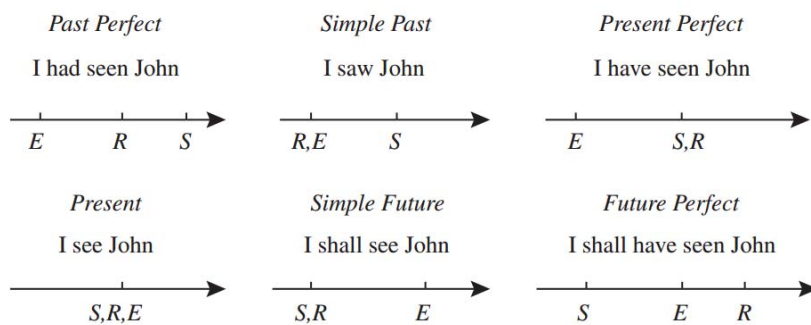 Past Perfect
I had seen John
E R S
Simple Past
I saw John
R,E S
Present Perfect
I have seen John
E S,R
Present
I see John
S,R,E
Simple Future
I shall see John
S,R E
Future Perfect
I shall have seen John
S E R